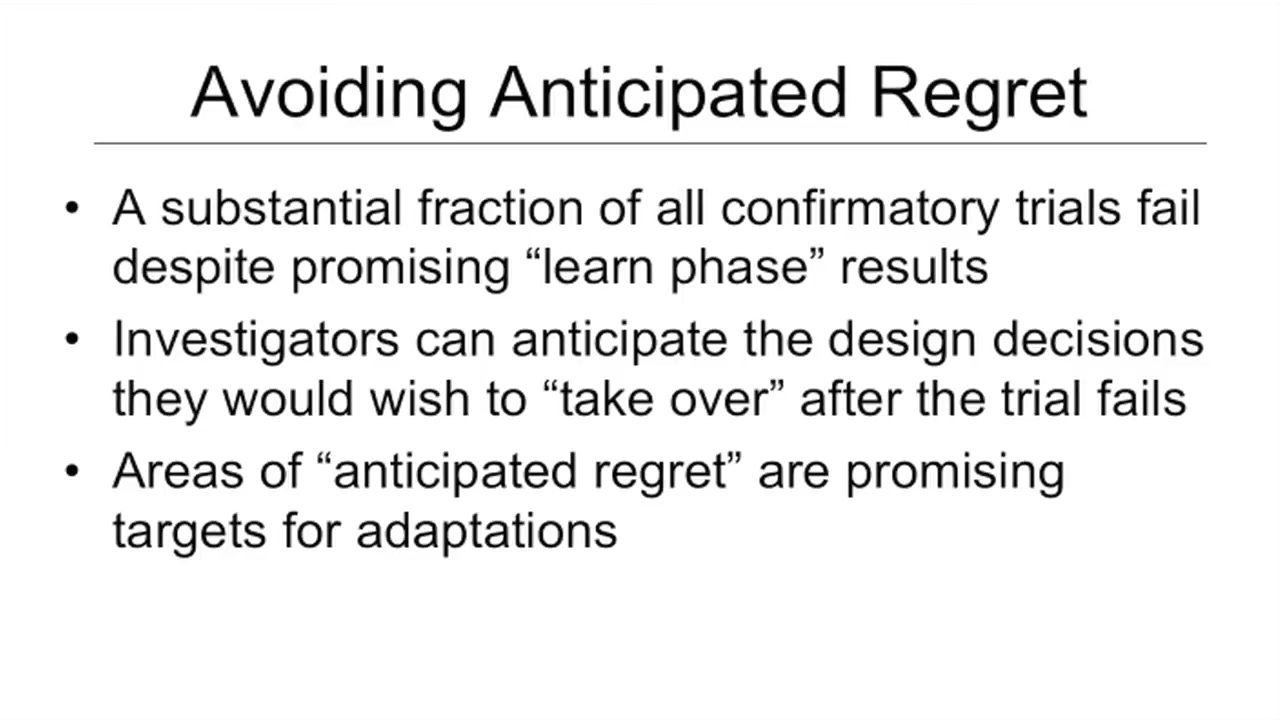 Avoiding Anticipated Regret
• A substantial fraction of all confirmatory trials fail
despite promising “learn phase” results
• Investigators can anticipate the design decisions
they would wish to “take over” after the trial fails
• Areas of “anticipated regret” are promising
targets for adaptations